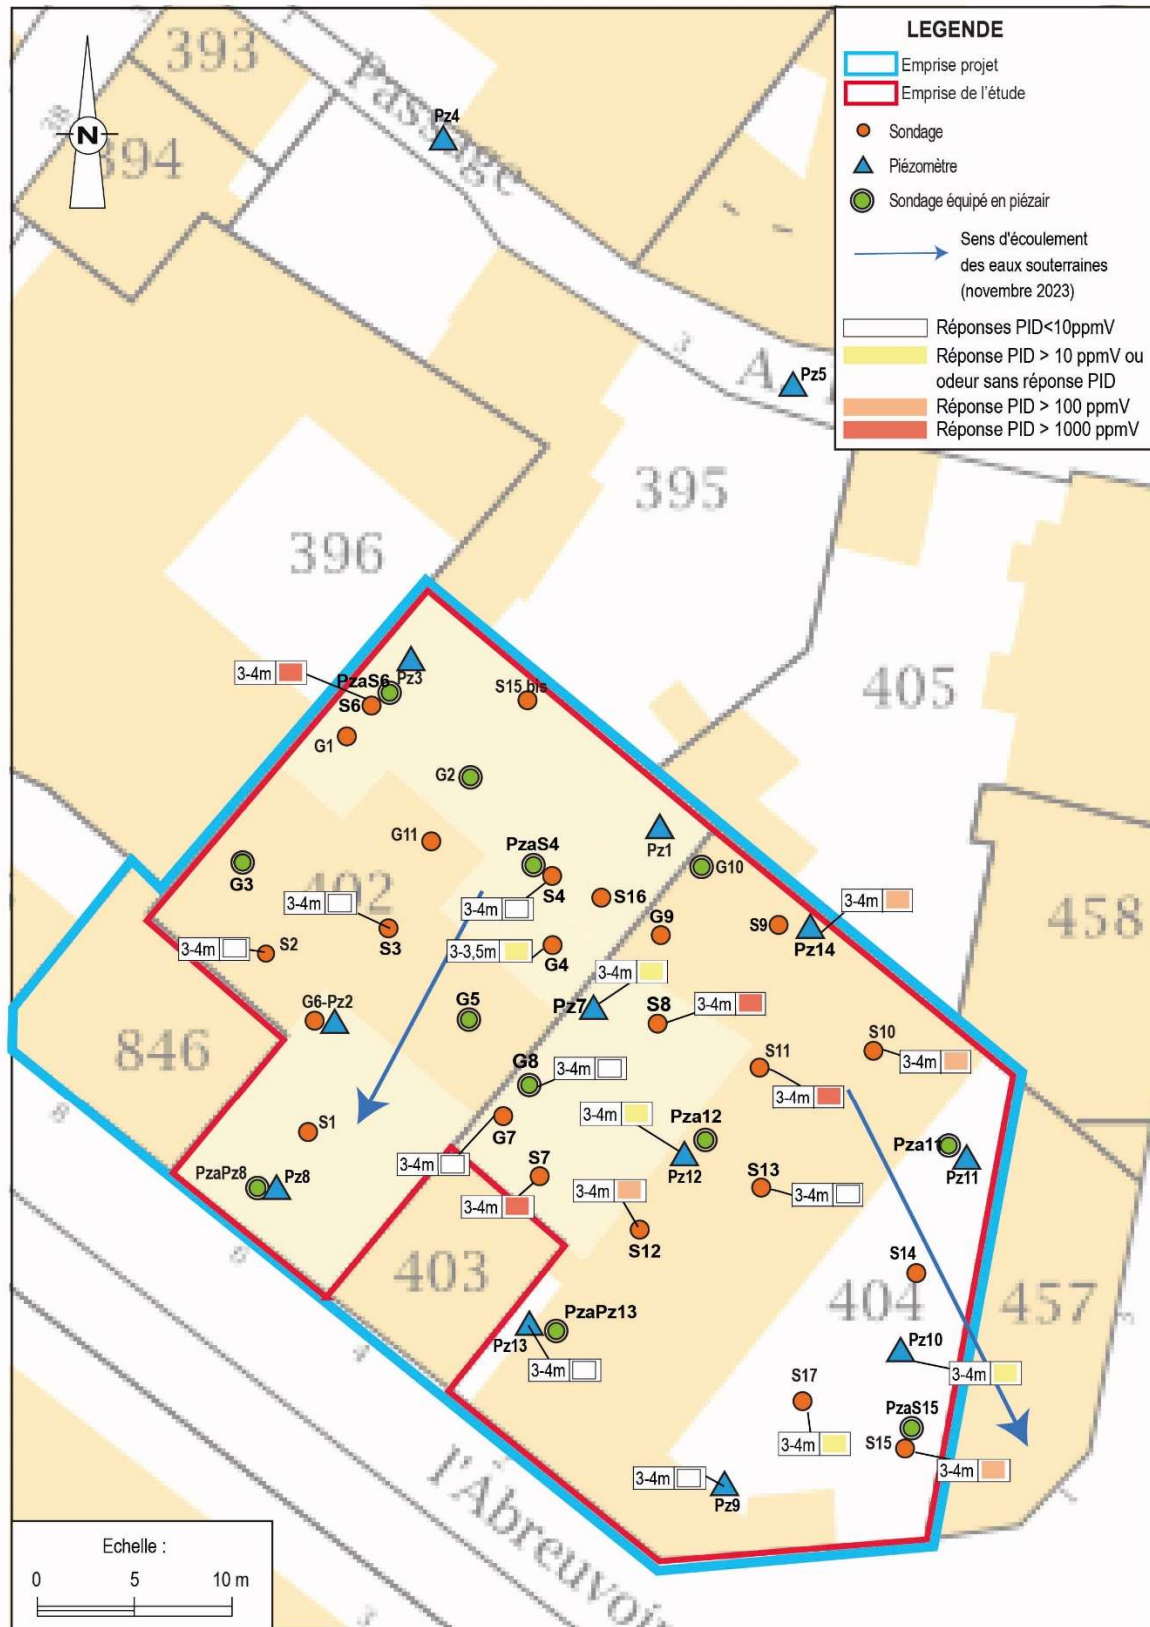 LEGENDE
Emprise projet
Emprise de l'étude
Sondage
Piézomètre
Sondage équipé en piézair
Sens d'écoulement
des eaux souterraines
(novembre 2023)
Réponses PID<10ppmV
Réponse PID > 10 ppmV ou
odeur sans réponse PID
Réponse PID > 100 ppmV
Réponse PID > 1000 ppmV
393
394
N
Passage
Pz4
3
A
Pz5
395
396
405
3-4m
PzaS6
Pz3
S6
S15 bis
G1
G2
G11
PzaS4
Pz1
G10
G3
402
S4
3-4m
3-4m
S16
G9
S9
3-4m
Pz14
458
S2
3-4m
S3
3-3,5m
G4
3-4m
G6-Pz2
G5
Pz7
S8
3-4m
S10
846
S11
3-4m
G8
3-4m
3-4m
8
3-4m
Pza12
S1
G7
Pz12
Pza11
Pz11
3-4m
S7
S13
PzaPz8
Pz8
3-4m
3-4m
3-4m
6
S12
403
S14
404
457
PzaPz13
Pz13
Pz10
4
3-4m
3-4m
S17
PzaS15
3-4m
S15
3-4m
3-4m
Pz9
2
l'Abreuvoir
Echelle :
0 5 10 m
3